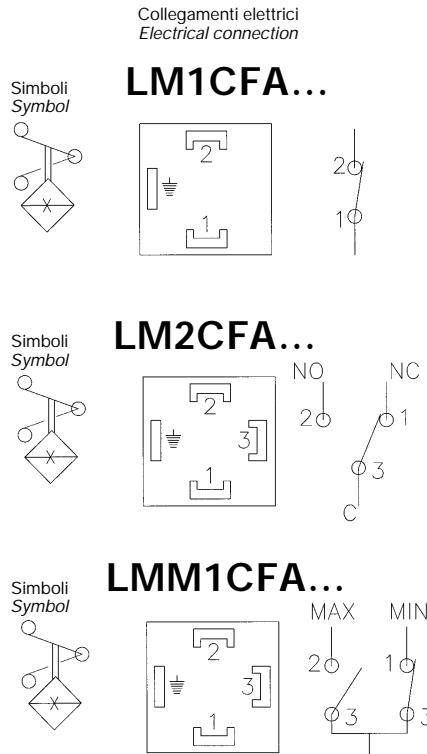 Collegamenti elettrici
Electrical connection
Simboli
Symbol
LM1CFA...
2
1
2
1
Simboli
Symbol
LM2CFA...
2
3
1
NO
NC
2
1
3
C
Simboli
Symbol
LMM1CFA...
2
3
1
MAX
MIN
2
1
3
3